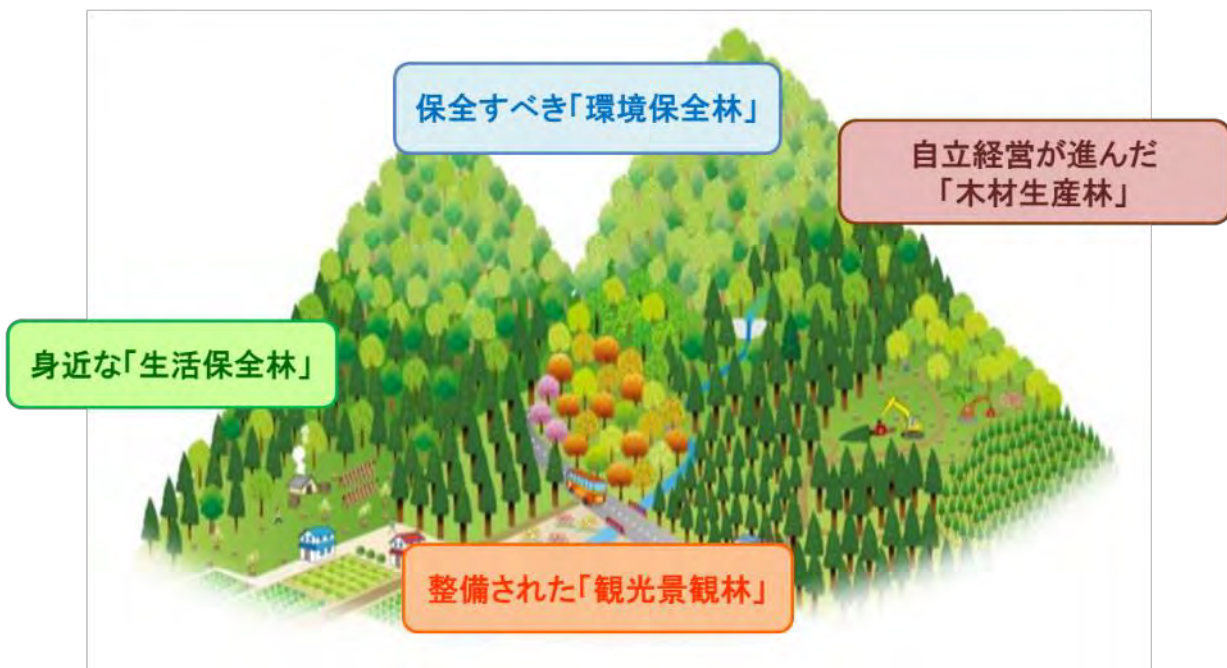 保全すべき「環境保全林」
自立経営が進んだ
「木材生産林」
身近な「生活保全林」
整備された「観光景観林」